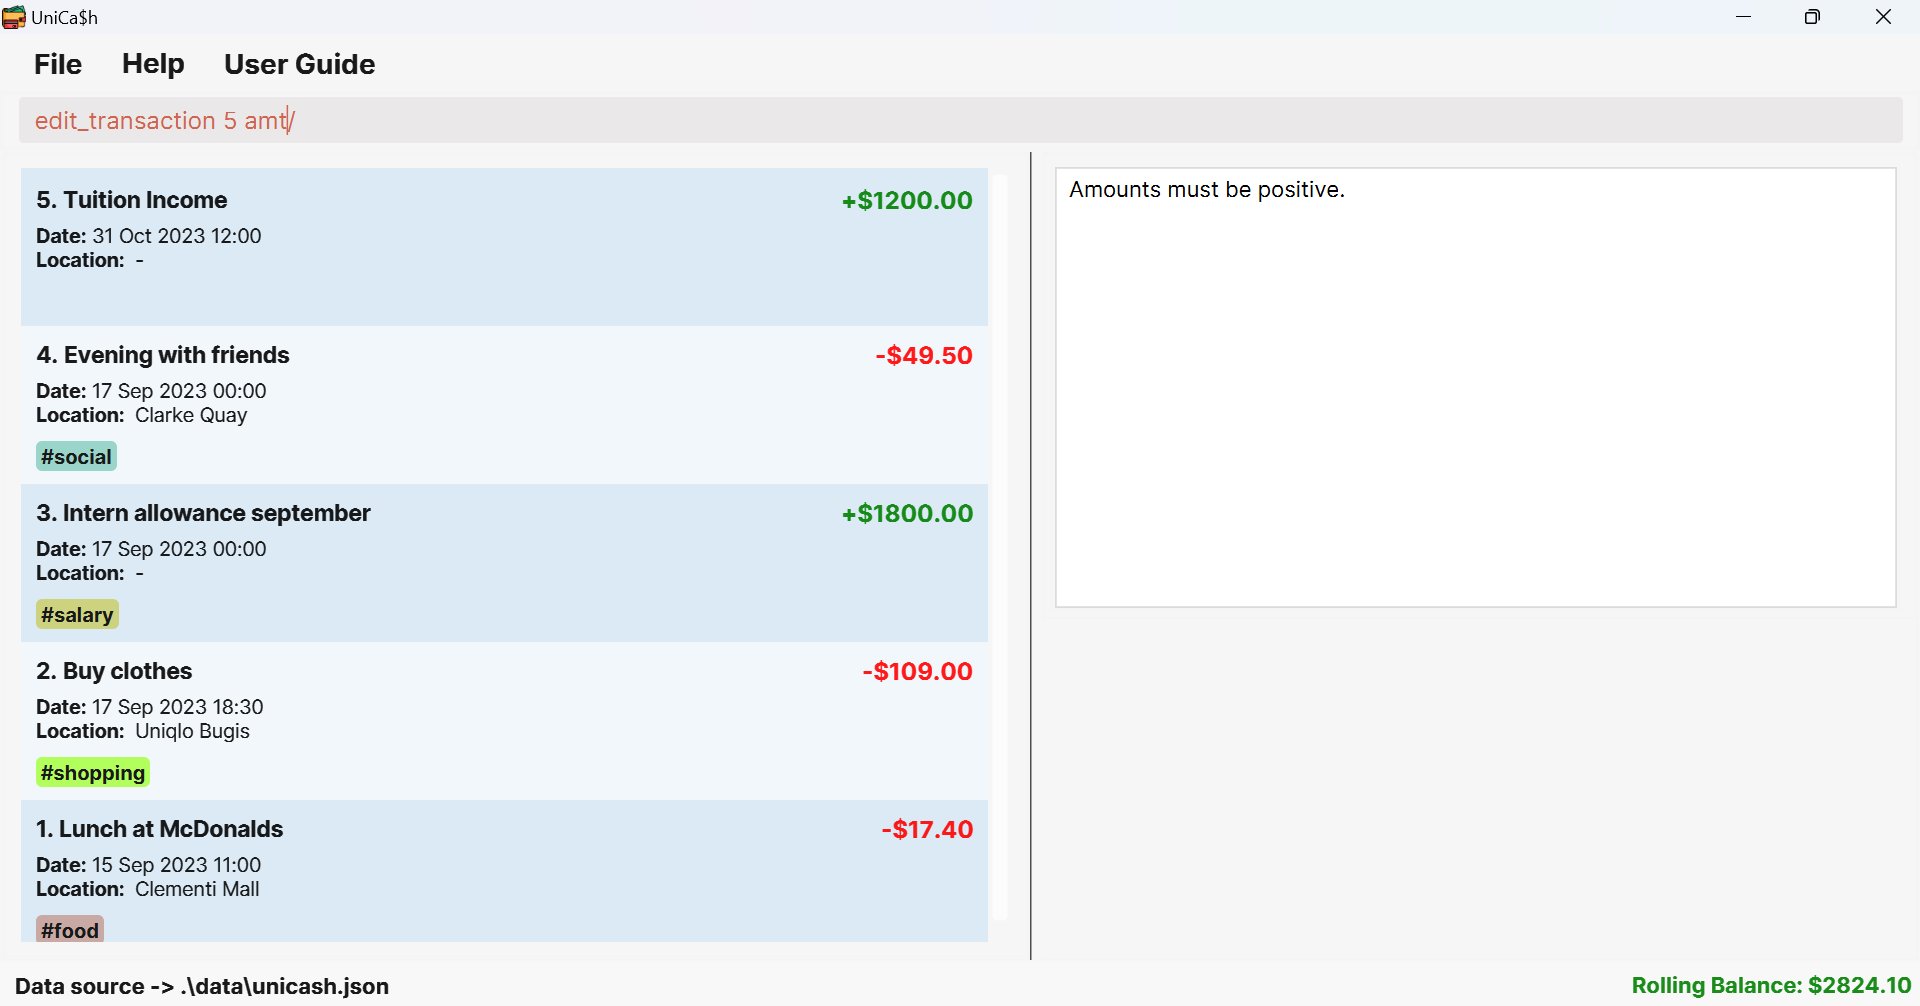 UniCa$h
File Help User Guide
edit_transaction 5 amt/
5. Tuition Income +$1200.00
Date: 31 Oct 2023 12:00
Location: -
4. Evening with friends -$49.50
Date: 17 Sep 2023 00:00
Location: Clarke Quay
#social
3. Intern allowance september +$1800.00
Date: 17 Sep 2023 00:00
Location: -
#salary
2. Buy clothes -$109.00
Date: 17 Sep 2023 18:30
Location: Uniqlo Bugis
#shopping
1. Lunch at McDonalds -$17.40
Date: 15 Sep 2023 11:00
Location: Clementi Mall
#food
Amounts must be positive.
Data source -> .\data\unicash.json
Rolling Balance: $2824.10